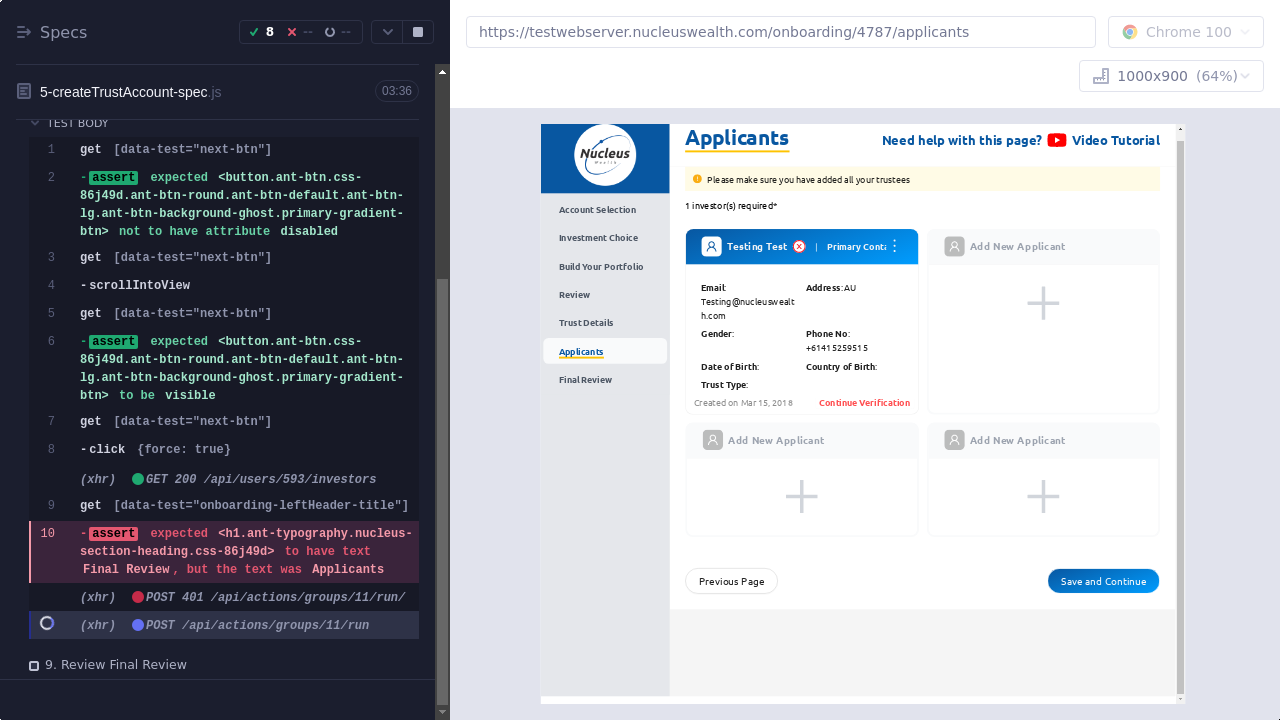 Specs
8
--
--
5-createTrustAccount-spec.js
03:36
TEST BODY
1 get [data-test="next-btn"]
2 -assert expected <button.ant-btn.css-
86j49d.ant-btn-round.ant-btn-default.ant-btn-
lg.ant-btn-background-ghost.primary-gradient-
btn> not to have attribute disabled
3 get [data-test="next-btn"]
4 -scrollIntoView
5 get [data-test="next-btn"]
6 -assert expected <button.ant-btn.css-
86j49d.ant-btn-round.ant-btn-default.ant-btn-
lg.ant-btn-background-ghost.primary-gradient-
btn> to be visible
7 get [data-test="next-btn"]
8 -click {force: true}
(xhr) GET 200 /api/users/593/investors
9 get [data-test="onboarding-leftHeader-title"]
10 -assert expected <h1.ant-typography.nucleus-
section-heading.css-86j49d> to have text
Final Review, but the text was Applicants
(xhr) POST 401 /api/actions/groups/11/run/
(xhr) POST /api/actions/groups/11/run
9. Review Final Review
https://testwebserver.nucleuswealth.com/onboarding/4787/applicants
Chrome 100
1000x900 (64%)
Nucleus
Wealth
Account Selection
Investment Choice
Build Your Portfolio
Review
Trust Details
Applicants
Final Review
Applicants
Need help with this page? Video Tutorial
Please make sure you have added all your trustees
1 investor(s) required*
Testing Test | Primary Conta
Email:
Testing@nucleuswealt
h.com
Address: AU
Gender:
Phone No:
+61415259515
Date of Birth:
Country of Birth:
Trust Type:
Created on Mar 15, 2018
Continue Verification
Add New Applicant
Add New Applicant
Add New Applicant
Previous Page
Save and Continue